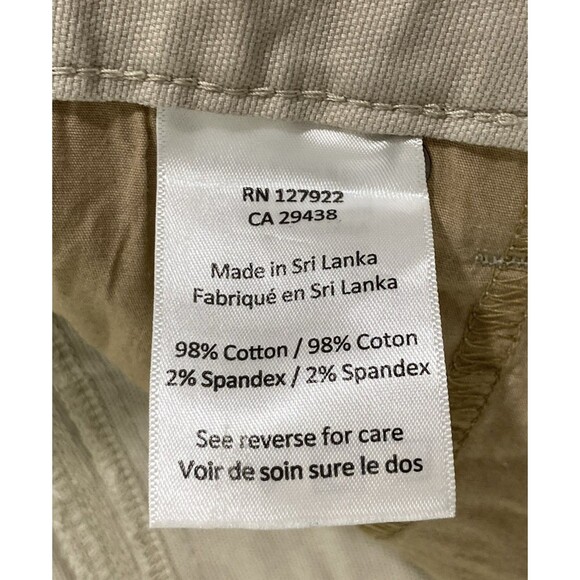 RN 127922
CA 29438
Made in Sri Lanka
Fabriqué en Sri Lanka
98% Cotton / 98% Coton
2% Spandex / 2% Spandex
See reverse for care
Voir de soin sure le dos